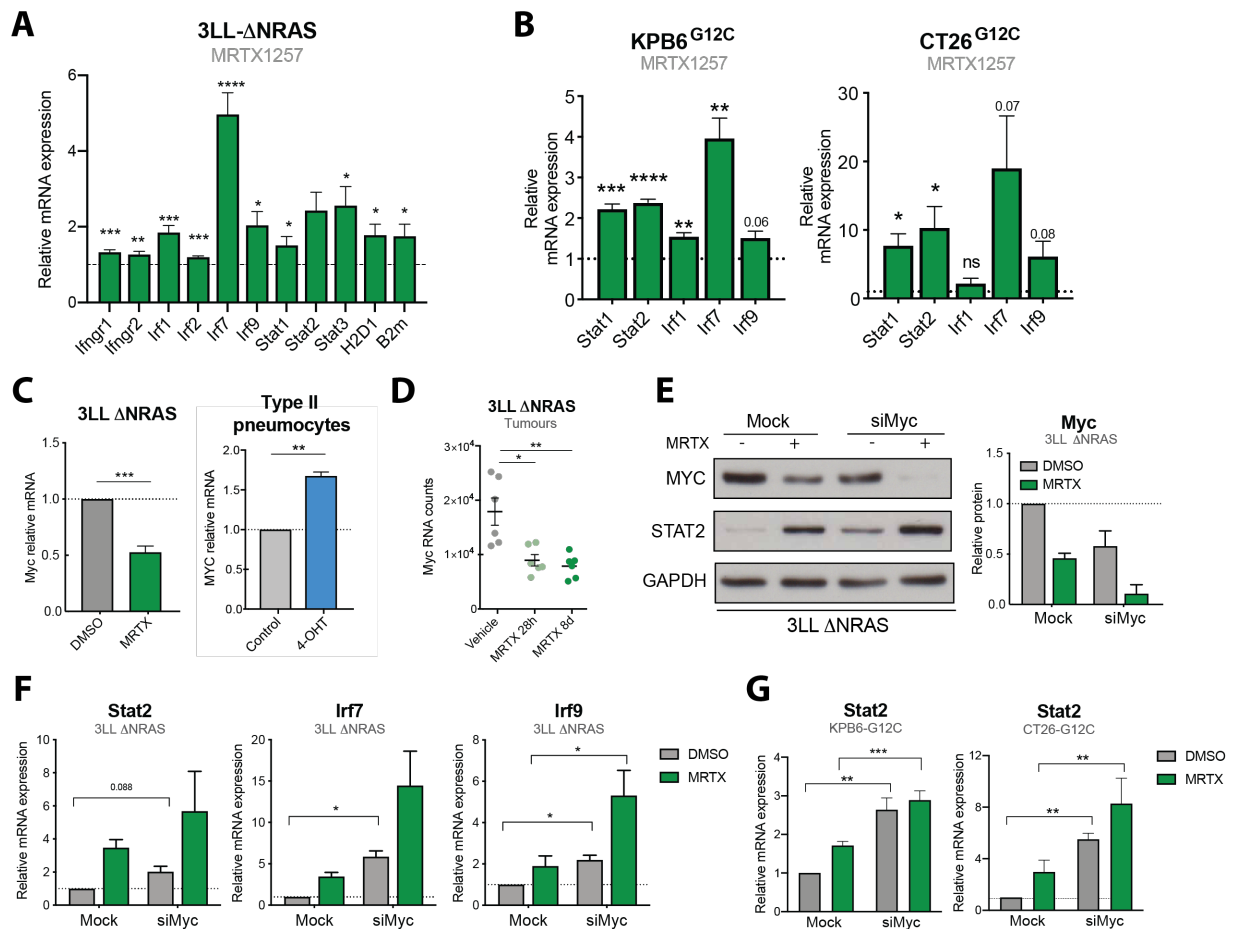 A
3LL-ΔNRAS
MRTX1257
Relative mRNA expression
6
4
2
0
***
**
***
***
****
*
*
*
*
*
Ifngr1
Ifngr2
Irf1
Irf2
Irf7
Irf9
Stat1
Stat2
Stat3
H2D1
B2m
B
KPB6 G12C
MRTX1257
Relative
mRNA expression
5
4
3
2
1
0
***
****
**
**
0.06
Stat1
Stat2
Irf1
Irf7
Irf9
CT26 G12C
MRTX1257
Relative
mRNA expression
30
20
10
0
*
*
ns
0.07
0.08
Stat1
Stat2
Irf1
Irf7
Irf9
C
3LL ΔNRAS
Myc relative mRNA
1.5
1.0
0.5
0.0
***
DMSO
MRTX
Type II
pneumocytes
MYC relative mRNA
2.0
1.5
1.0
0.5
0.0
**
Control
4-OHT
D
3LL ΔNRAS
Tumours
Myc RNA counts
3×10⁴
2×10⁴
1×10⁴
0
**
*
Vehicle
MRTX 28h
MRTX 8d
E
Mock
siMyc
MRTX - + - +
MYC
STAT2
GAPDH
3LL ΔNRAS
Myc
3LL ΔNRAS
Relative protein
1.5
1.0
0.5
0.0
DMSO
MRTX
Mock
siMyc
F
Stat2
3LL ΔNRAS
Relative mRNA expression
10
8
6
4
2
0
0.088
Mock
siMyc
Irf7
3LL ΔNRAS
Relative mRNA expression
20
15
10
5
0
*
Mock
siMyc
Irf9
3LL ΔNRAS
Relative mRNA expression
8
6
4
2
0
*
*
Mock
siMyc
DMSO
MRTX
G
Stat2
KPB6-G12C
Relative mRNA expression
4
3
2
1
0
***
**
Mock
siMyc
Stat2
CT26-G12C
Relative mRNA expression
12
8
4
0
**
**
Mock
siMyc
DMSO
MRTX